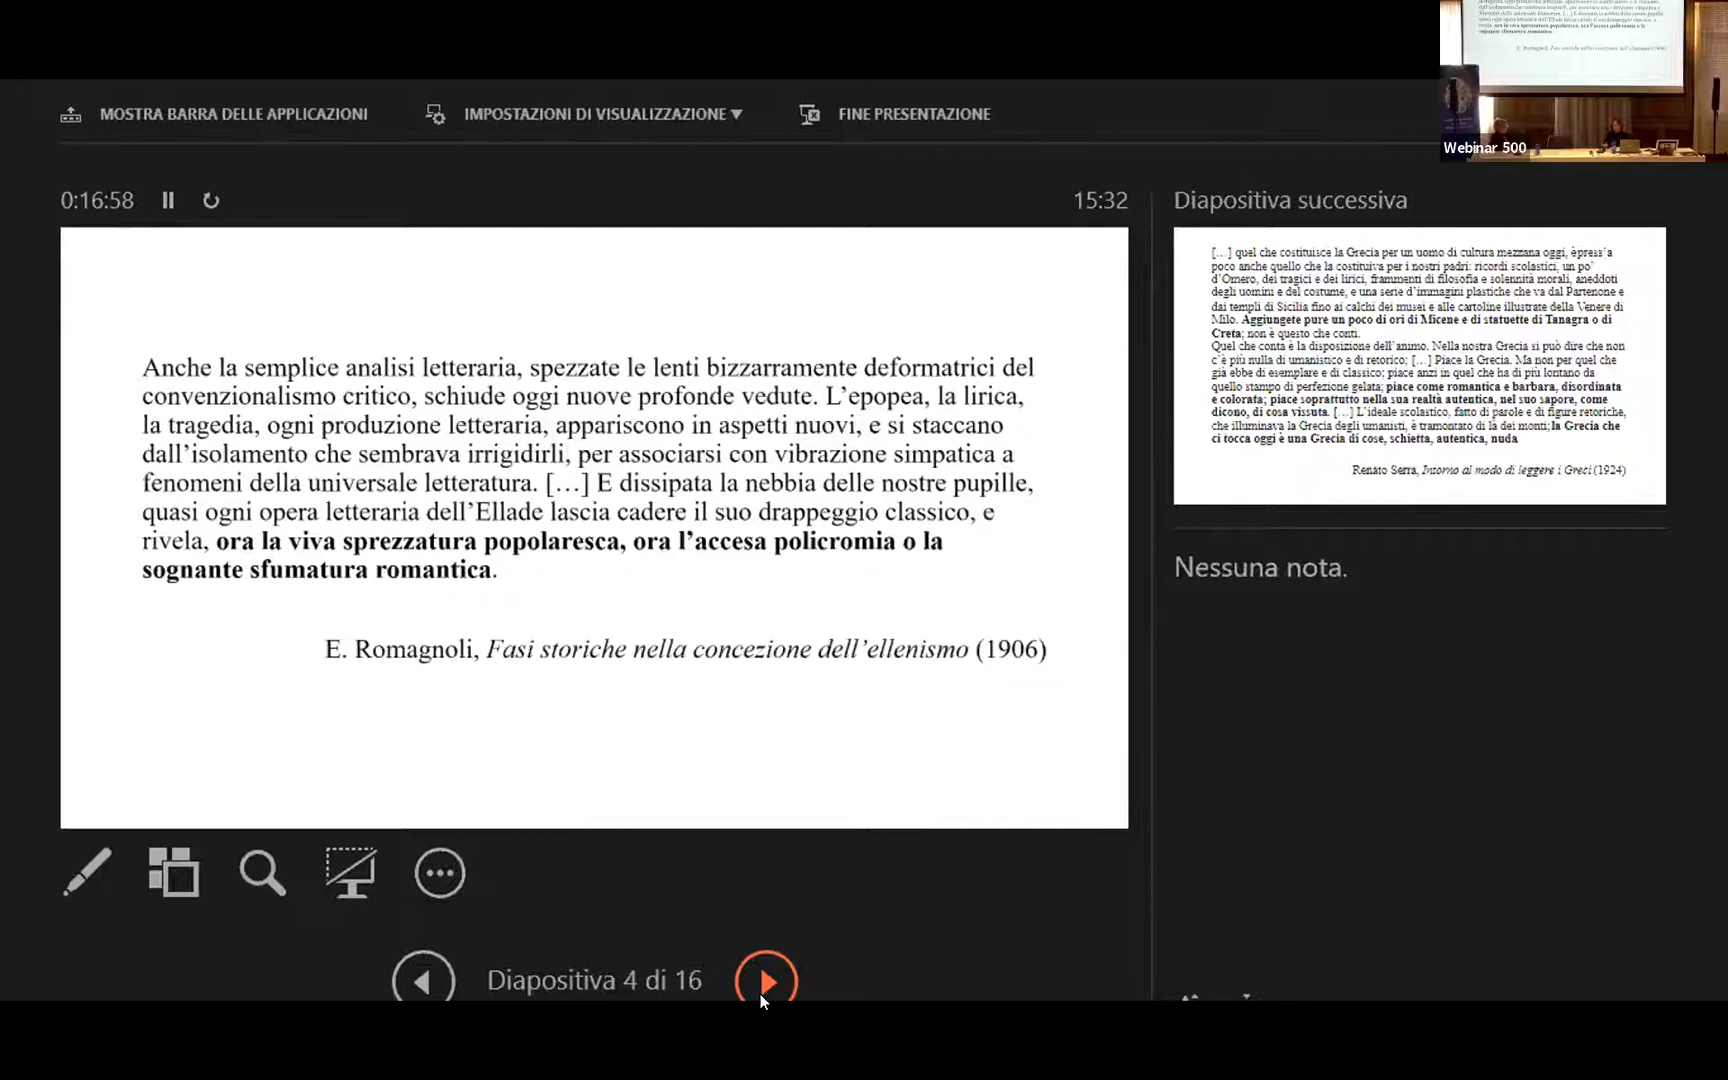 MOSTRA BARRA DELLE APPLICAZIONI
IMPOSTAZIONI DI VISUALIZZAZIONE ▼
FINE PRESENTAZIONE
Webinar 500
0:16:58
15:32
Anche la semplice analisi letteraria, spezzate le lenti bizzarramente deformatrici del
convenzionalismo critico, schiude oggi nuove profonde vedute. L’epopea, la lirica,
la tragedia, ogni produzione letteraria, appariscono in aspetti nuovi, e si staccano
dall’isolamento che sembrava irrigidirli, per associarsi con vibrazione simpatica a
fenomeni della universale letteratura. […] E dissipata la nebbia delle nostre pupille,
quasi ogni opera letteraria dell’Ellade lascia cadere il suo drappeggio classico, e
rivela, ora la viva sprezzatura popolaresca, ora l’accesa policromia o la
sognante sfumatura romantica.
E. Romagnoli, Fasi storiche nella concezione dell’ellenismo (1906)
Diapositiva 4 di 16
Diapositiva successiva
[…] quel che costituisce la Grecia per un uomo di cultura mezzana oggi, èpress’a
poco anche quello che la costituiva per i nostri padri: ricordi scolastici, un po’
d’Omero, dei tragici e dei lirici, frammenti di filosofia e solennità morali, aneddoti
degli uomini e del costume, e una serie d’immagini plastiche che va dal Partenone e
dai templi di Sicilia fino ai calchi dei musei e alle cartoline illustrate della Venere di
Milo. Aggiungete pure un poco di ori di Micene e di statuette di Tanagra o di
Creta; non è questo che conti.
Quel che conta è la disposizione dell’animo. Nella nostra Grecia si può dire che non
c’è più nulla di umanistico e di retorico; […] Piace la Grecia. Ma non per quel che
già ebbe di esemplare e di classico; piace anzi in quel che ha di più lontano da
quello stampo di perfezione gelata; piace come romantica e barbara, disordinata
e colorata; piace soprattutto nella sua realtà autentica, nel suo sapore, come
dicono, di cosa vissuta. […] L’ideale scolastico, fatto di parole e di figure retoriche,
che illuminava la Grecia degli umanisti, è tramontato di là dei monti;la Grecia che
ci tocca oggi è una Grecia di cose, schietta, autentica, nuda
Renato Serra, Intorno al modo di leggere i Greci (1924)
Nessuna nota.